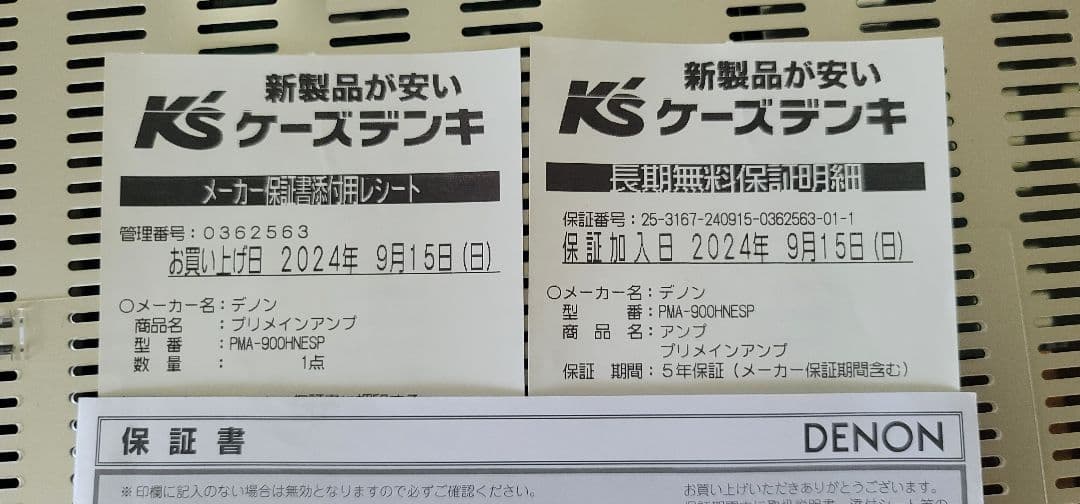 新製品が安い
K's ケーズデンキ
メーカー保証書添付用レシート
管理番号：0362563
お買い上げ日 2024年 9月15日(日)
○メーカー名：デノン
商品名 ：プリメインアンプ
型番 ：PMA-900HNESP
数量 ： 1点
新製品が安い
K's ケーズデンキ
長期無料保証明細
保証番号：25-3167-240915-0362563-01-1
保証加入日 2024年 9月15日(日)
○メーカー名：デノン
型番：PMA-900HNESP
商品名：アンプ
プリメインアンプ
保証 期間：5年保証（メーカー保証期間含む）
保証書
DENON
※印欄に記入のない場合は無効となりますので必ずご確認ください。
お買い上げいただきありがとうございます。